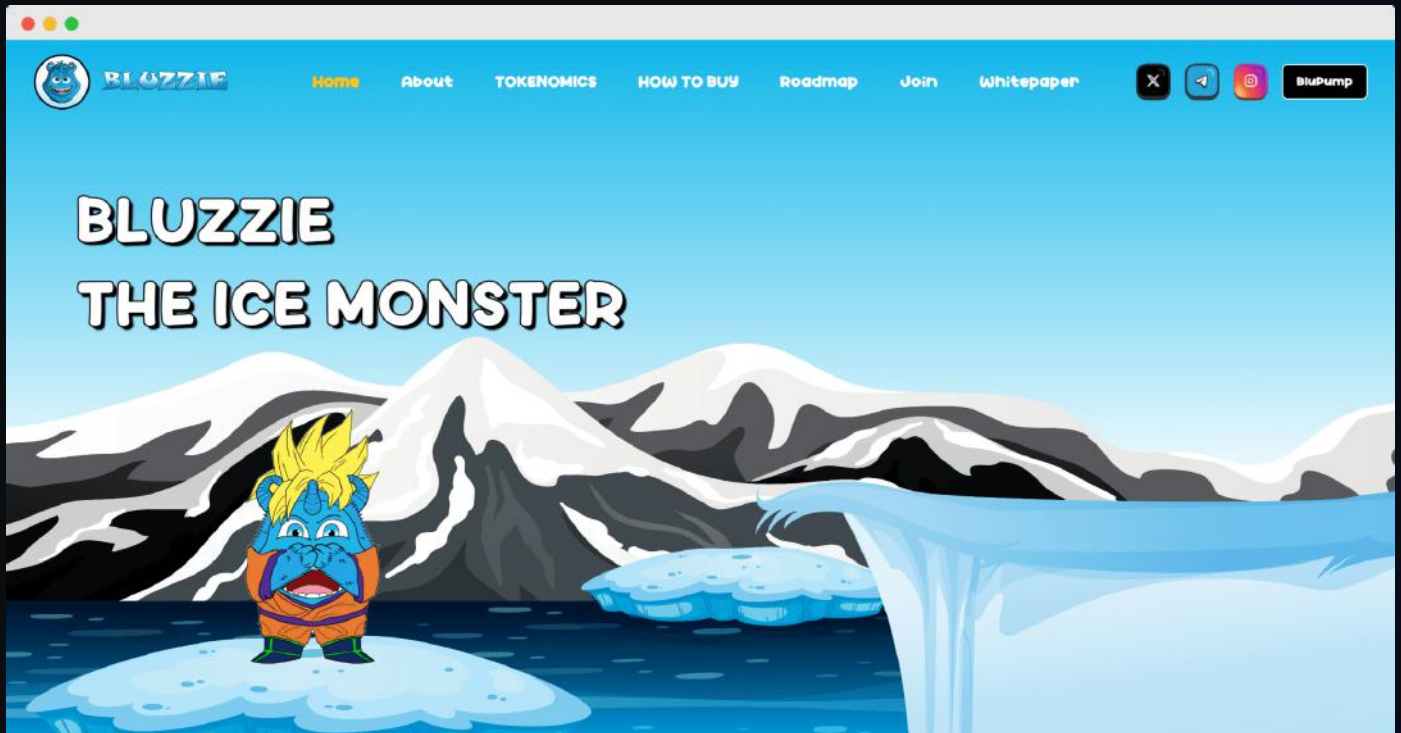 BLUZZIE Home About TOKENOMICS HOW TO BUY Roadmap Join Whitepaper BluPump
BLUZZIE
THE ICE MONSTER